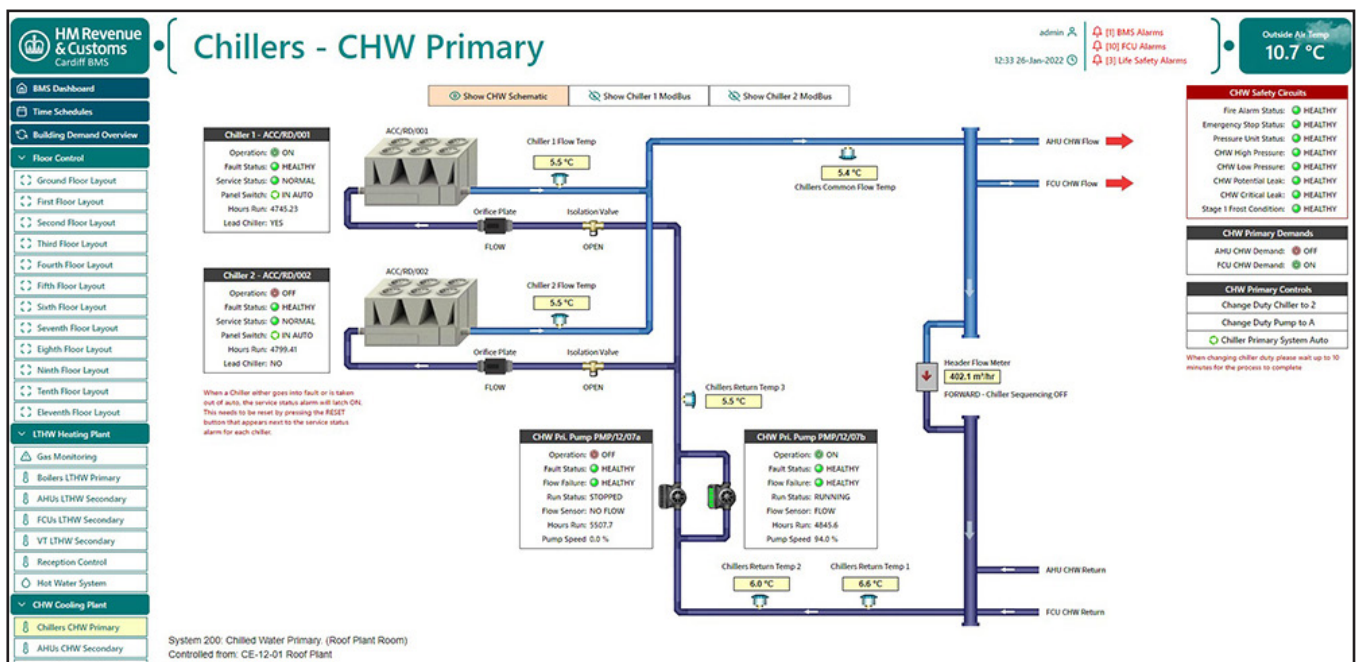 HM Revenue
& Customs
Cardiff BMS
Chillers - CHW Primary
admin
12:33 26-Jan-2022
[1] BMS Alarms
[10] FCU Alarms
[3] Life Safety Alarms
Outside Air Temp
10.7 °C
BMS Dashboard
Time Schedules
Building Demand Overview
Floor Control
Ground Floor Layout
First Floor Layout
Second Floor Layout
Third Floor Layout
Fourth Floor Layout
Fifth Floor Layout
Sixth Floor Layout
Seventh Floor Layout
Eighth Floor Layout
Ninth Floor Layout
Tenth Floor Layout
Eleventh Floor Layout
LTHW Heating Plant
Gas Monitoring
Boilers LTHW Primary
AHUs LTHW Secondary
FCUs LTHW Secondary
VT LTHW Secondary
Reception Control
Hot Water System
CHW Cooling Plant
Chillers CHW Primary
AHUs CHW Secondary
Show CHW Schematic
Show Chiller 1 ModBus
Show Chiller 2 ModBus
Chiller 1 - ACC/RD/001
Operation: ON
Fault Status: HEALTHY
Service Status: NORMAL
Panel Switch: IN AUTO
Hours Run: 4745.23
Lead Chiller: YES
ACC/RD/001
Chiller 1 Flow Temp
5.5 °C
Orifice Plate
FLOW
Isolation Valve
OPEN
Chiller 2 - ACC/RD/002
Operation: OFF
Fault Status: HEALTHY
Service Status: NORMAL
Panel Switch: IN AUTO
Hours Run: 4799.41
Lead Chiller: NO
ACC/RD/002
Chiller 2 Flow Temp
5.5 °C
Orifice Plate
FLOW
Isolation Valve
OPEN
When a Chiller either goes into fault or is taken
out of auto, the service status alarm will latch ON.
This needs to be reset by pressing the RESET
button that appears next to the service status
alarm for each chiller.
5.4 °C
Chillers Common Flow Temp
AHU CHW Flow
FCU CHW Flow
Chillers Return Temp 3
5.5 °C
Header Flow Meter
402.1 m³/hr
FORWARD - Chiller Sequencing OFF
CHW Pri. Pump PMP/12/07a
Operation: OFF
Fault Status: HEALTHY
Flow Failure: HEALTHY
Run Status: STOPPED
Flow Sensor: NO FLOW
Hours Run: 5507.7
Pump Speed 0.0 %
CHW Pri. Pump PMP/12/07b
Operation: ON
Fault Status: HEALTHY
Flow Failure: HEALTHY
Run Status: RUNNING
Flow Sensor: FLOW
Hours Run: 4845.6
Pump Speed 94.0 %
Chillers Return Temp 2
6.0 °C
Chillers Return Temp 1
6.6 °C
AHU CHW Return
FCU CHW Return
CHW Safety Circuits
Fire Alarm Status: HEALTHY
Emergency Stop Status: HEALTHY
Pressure Unit Status: HEALTHY
CHW High Pressure: HEALTHY
CHW Low Pressure: HEALTHY
CHW Potential Leak: HEALTHY
CHW Critical Leak: HEALTHY
Stage 1 Frost Condition: HEALTHY
CHW Primary Demands
AHU CHW Demand: OFF
FCU CHW Demand: ON
CHW Primary Controls
Change Duty Chiller to 2
Change Duty Pump to A
Chiller Primary System Auto
When changing chiller duty please wait up to 10
minutes for the process to complete
System 200: Chilled Water Primary. (Roof Plant Room)
Controlled from: CE-12-01 Roof Plant